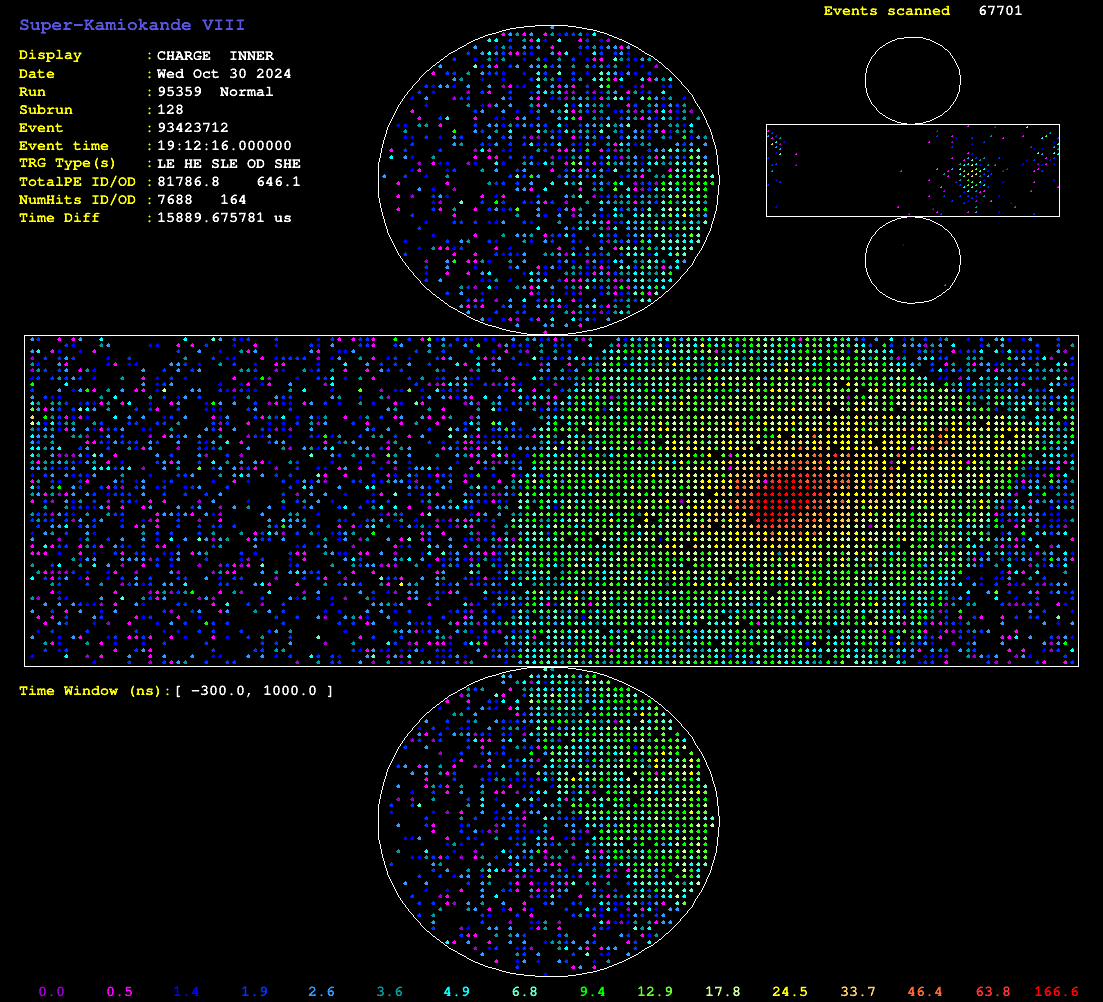 Super-Kamiokande VIII
Events scanned 67701
Display : CHARGE INNER
Date : Wed Oct 30 2024
Run : 95359 Normal
Subrun : 128
Event : 93423712
Event time : 19:12:16.000000
TRG Type(s) : LE HE SLE OD SHE
TotalPE ID/OD : 81786.8 646.1
NumHits ID/OD : 7688 164
Time Diff : 15889.675781 us
Time Window (ns):[ -300.0, 1000.0 ]
0.0 0.5 1.4 1.9 2.6 3.6 4.9 6.8 9.4 12.9 17.8 24.5 33.7 46.4 63.8 166.6